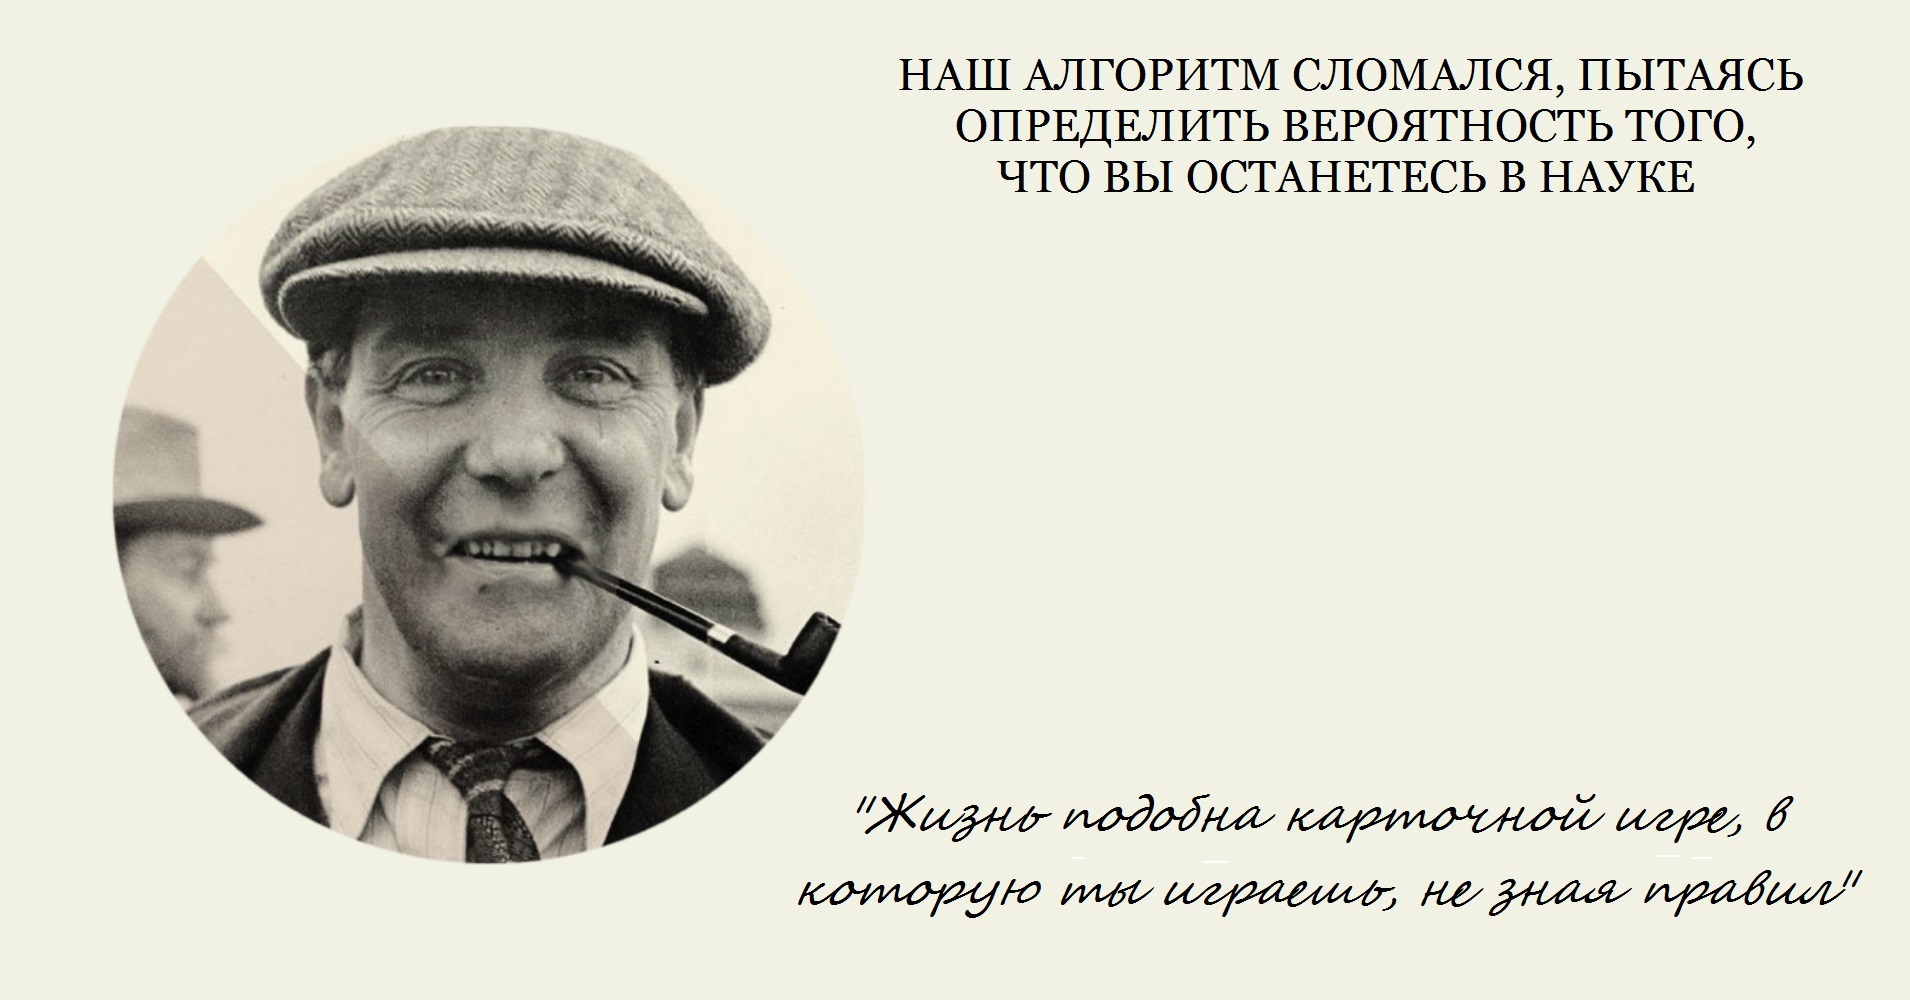 НАШ АЛГОРИТМ СЛОМАЛСЯ, ПЫТАЯСЬ
ОПРЕДЕЛИТЬ ВЕРОЯТНОСТЬ ТОГО,
ЧТО ВЫ ОСТАНЕТЕСЬ В НАУКЕ
"Жизнь подобна карточной игре, в
которую ты играешь, не зная правил"